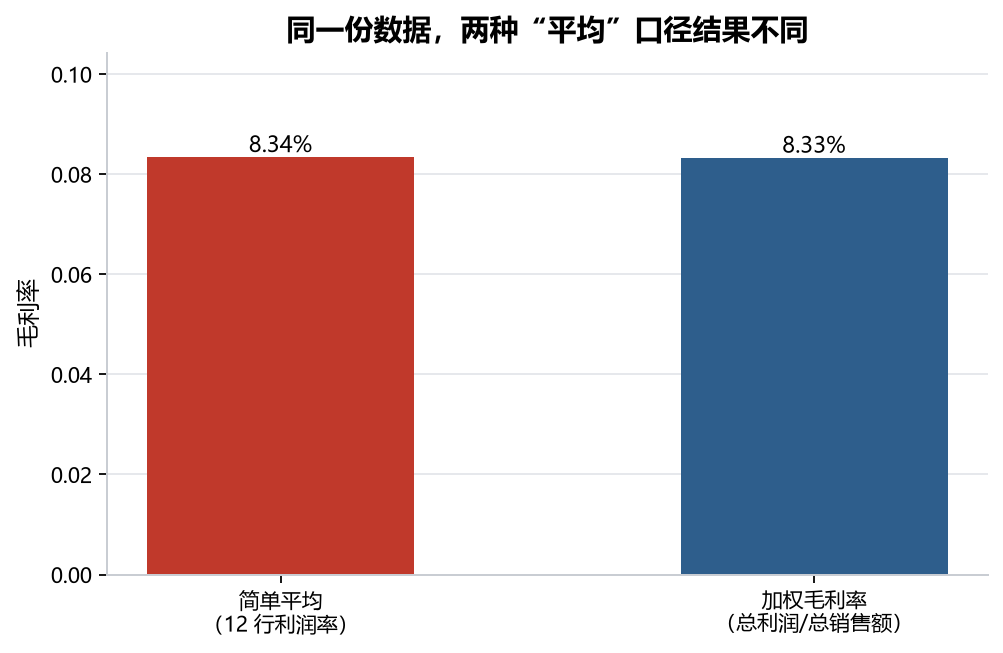 同一份数据，两种“平均”口径结果不同
毛利率
0.10
0.08
0.06
0.04
0.02
0.00
8.34%
8.33%
简单平均
（12 行利润率）
加权毛利率
（总利润/总销售额）